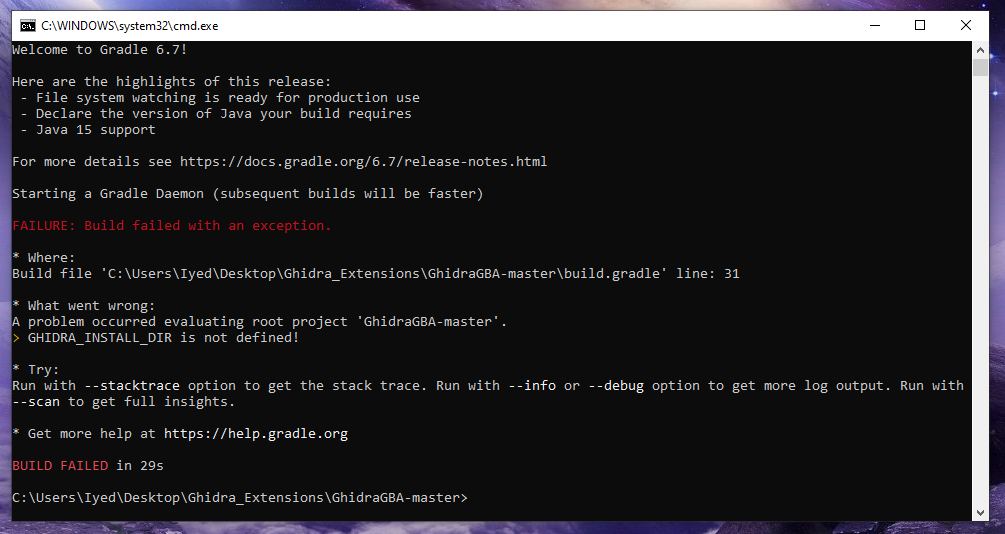 C:\WINDOWS\system32\cmd.exe
Welcome to Gradle 6.7!
Here are the highlights of this release:
- File system watching is ready for production use
- Declare the version of Java your build requires
- Java 15 support
For more details see https://docs.gradle.org/6.7/release-notes.html
Starting a Gradle Daemon (subsequent builds will be faster)
FAILURE: Build failed with an exception.
* Where:
Build file 'C:\Users\Iyed\Desktop\Ghidra_Extensions\GhidraGBA-master\build.gradle' line: 31
* What went wrong:
A problem occurred evaluating root project 'GhidraGBA-master'.
> GHIDRA_INSTALL_DIR is not defined!
* Try:
Run with --stacktrace option to get the stack trace. Run with --info or --debug option to get more log output. Run with
--scan to get full insights.
* Get more help at https://help.gradle.org
BUILD FAILED in 29s
C:\Users\Iyed\Desktop\Ghidra_Extensions\GhidraGBA-master>